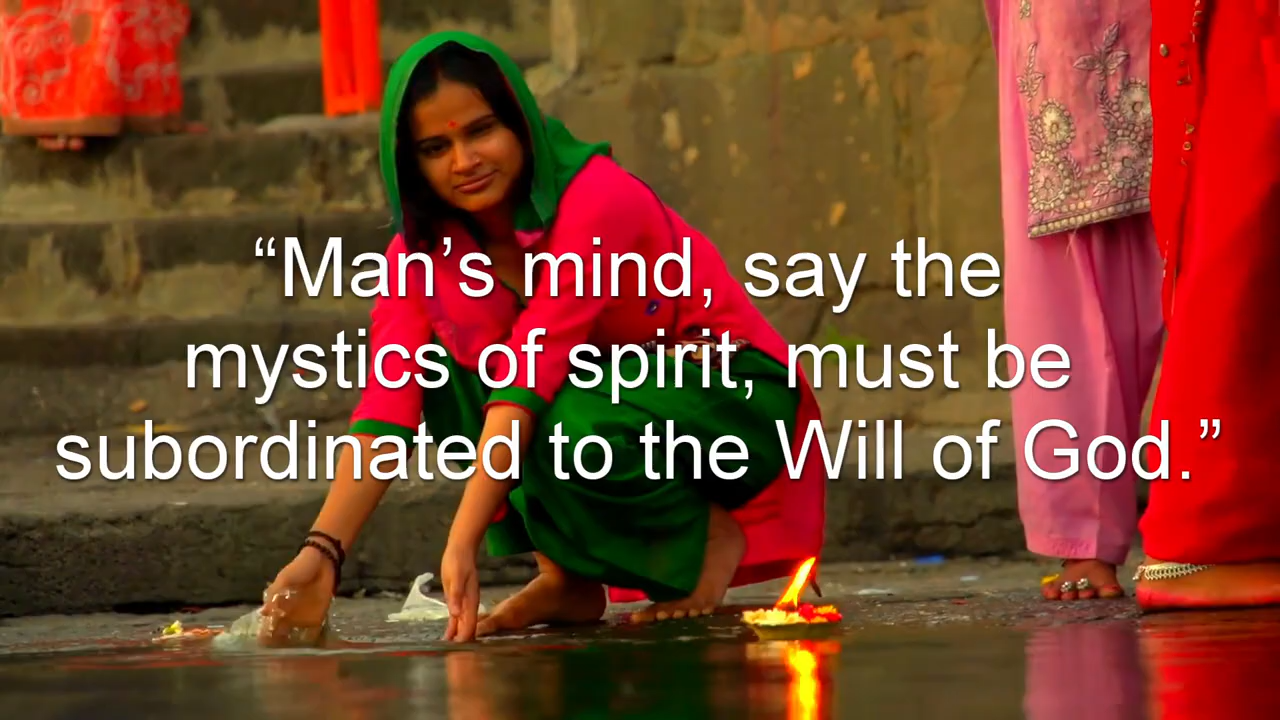 “Man’s mind, say the
mystics of spirit, must be
subordinated to the Will of God.”